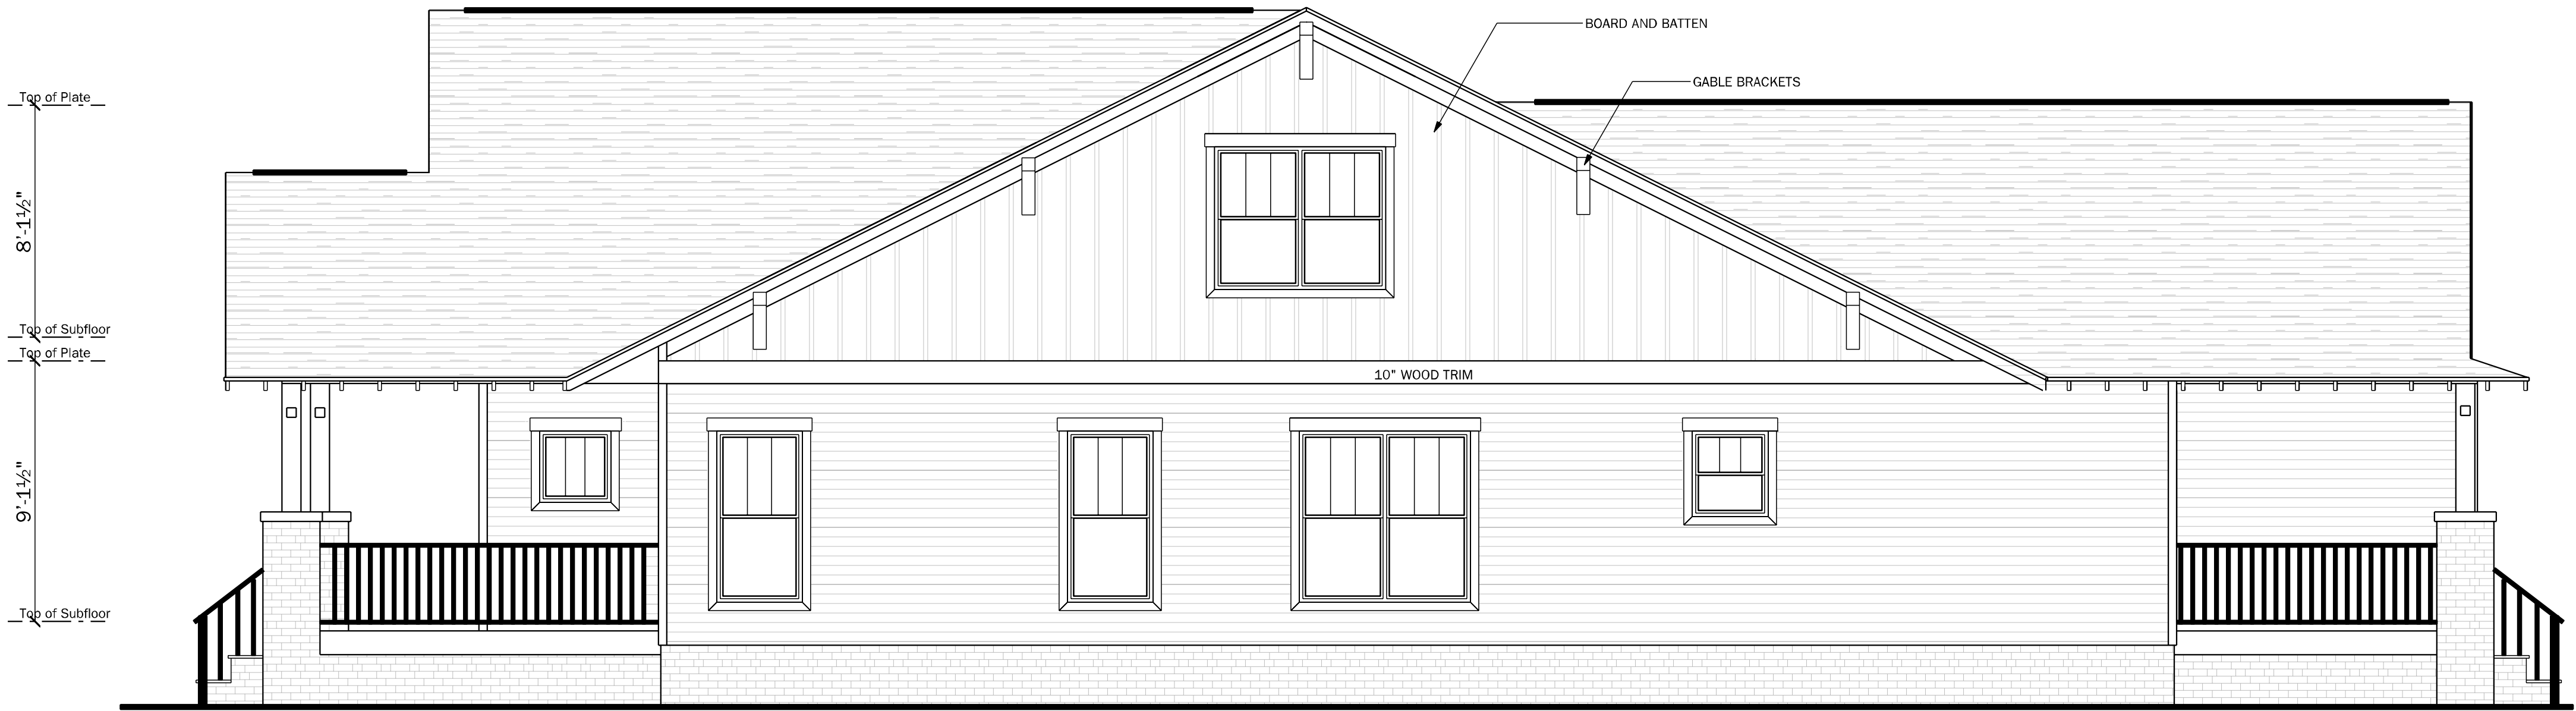 BOARD AND BATTEN
GABLE BRACKETS
Top of Plate
8'-1½"
Top of Subfloor
Top of Plate
10" WOOD TRIM
9'-1½"
Top of Subfloor